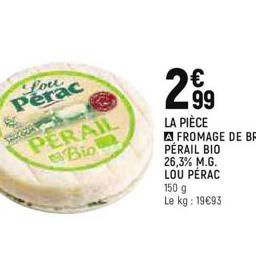 Lou
Pérac
PÉRAIL
Bio
2€99
LA PIÈCE
A FROMAGE DE BR
PÉRAIL BIO
26,3% M.G.
LOU PÉRAC
150 g
Le kg : 19€93